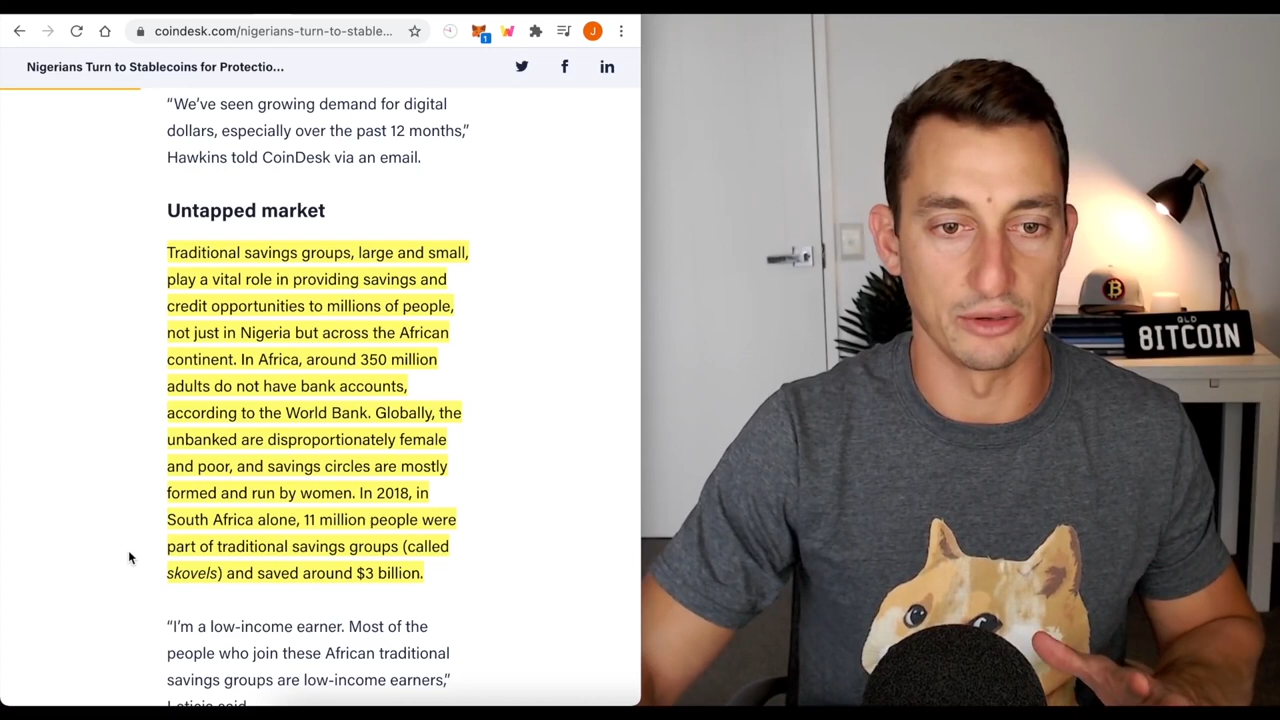 coindesk.com/nigerians-turn-to-stable...
1
J
Nigerians Turn to Stablecoins for Protectio...
“We’ve seen growing demand for digital
dollars, especially over the past 12 months,”
Hawkins told CoinDesk via an email.
Untapped market
Traditional savings groups, large and small,
play a vital role in providing savings and
credit opportunities to millions of people,
not just in Nigeria but across the African
continent. In Africa, around 350 million
adults do not have bank accounts,
according to the World Bank. Globally, the
unbanked are disproportionately female
and poor, and savings circles are mostly
formed and run by women. In 2018, in
South Africa alone, 11 million people were
part of traditional savings groups (called
skovels) and saved around $3 billion.
“I’m a low-income earner. Most of the
people who join these African traditional
savings groups are low-income earners,”
QLD
8ITCOIN